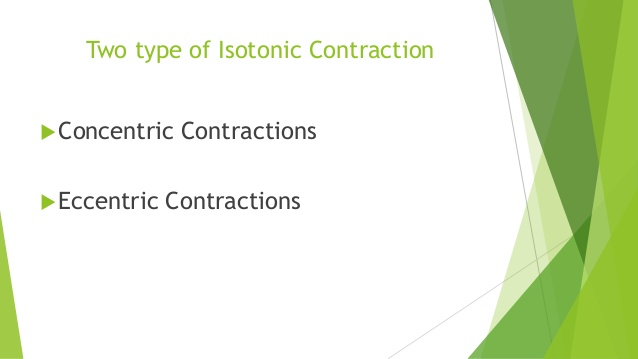 Two type of Isotonic Contraction
Concentric Contractions
Eccentric Contractions